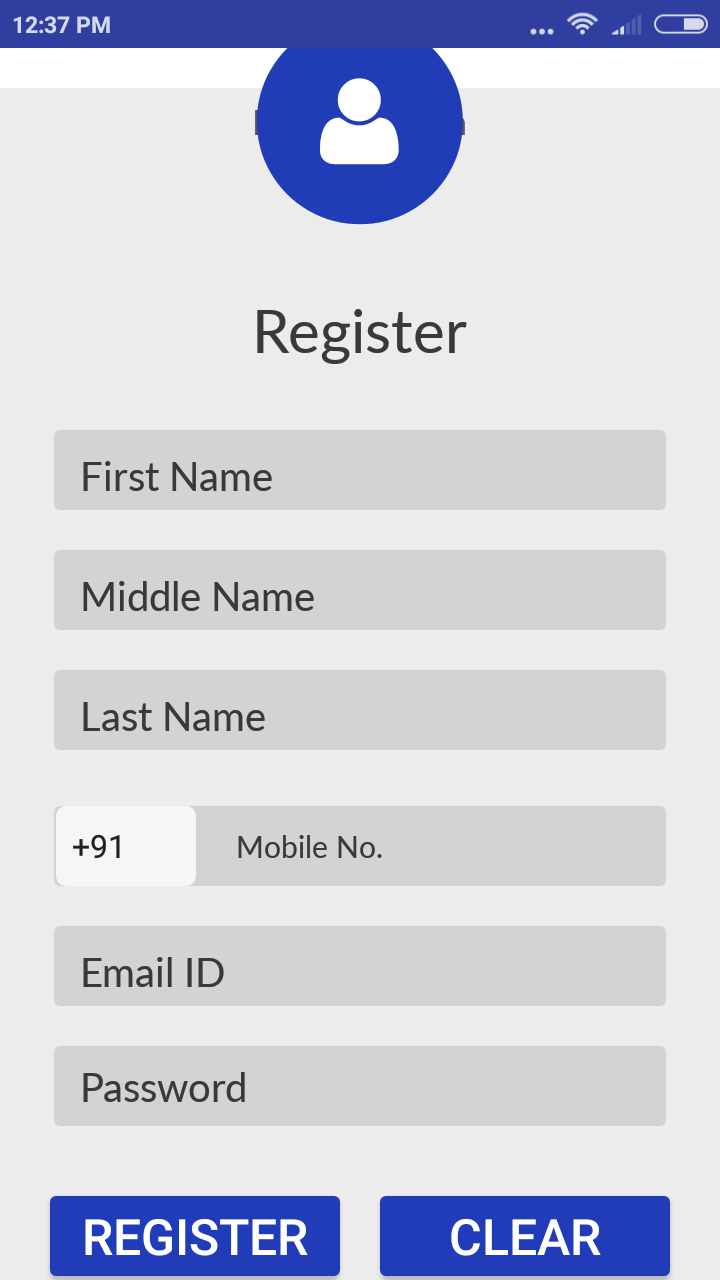 12:37 PM
Register
First Name
Middle Name
Last Name
+91 Mobile No.
Email ID
Password
REGISTER CLEAR